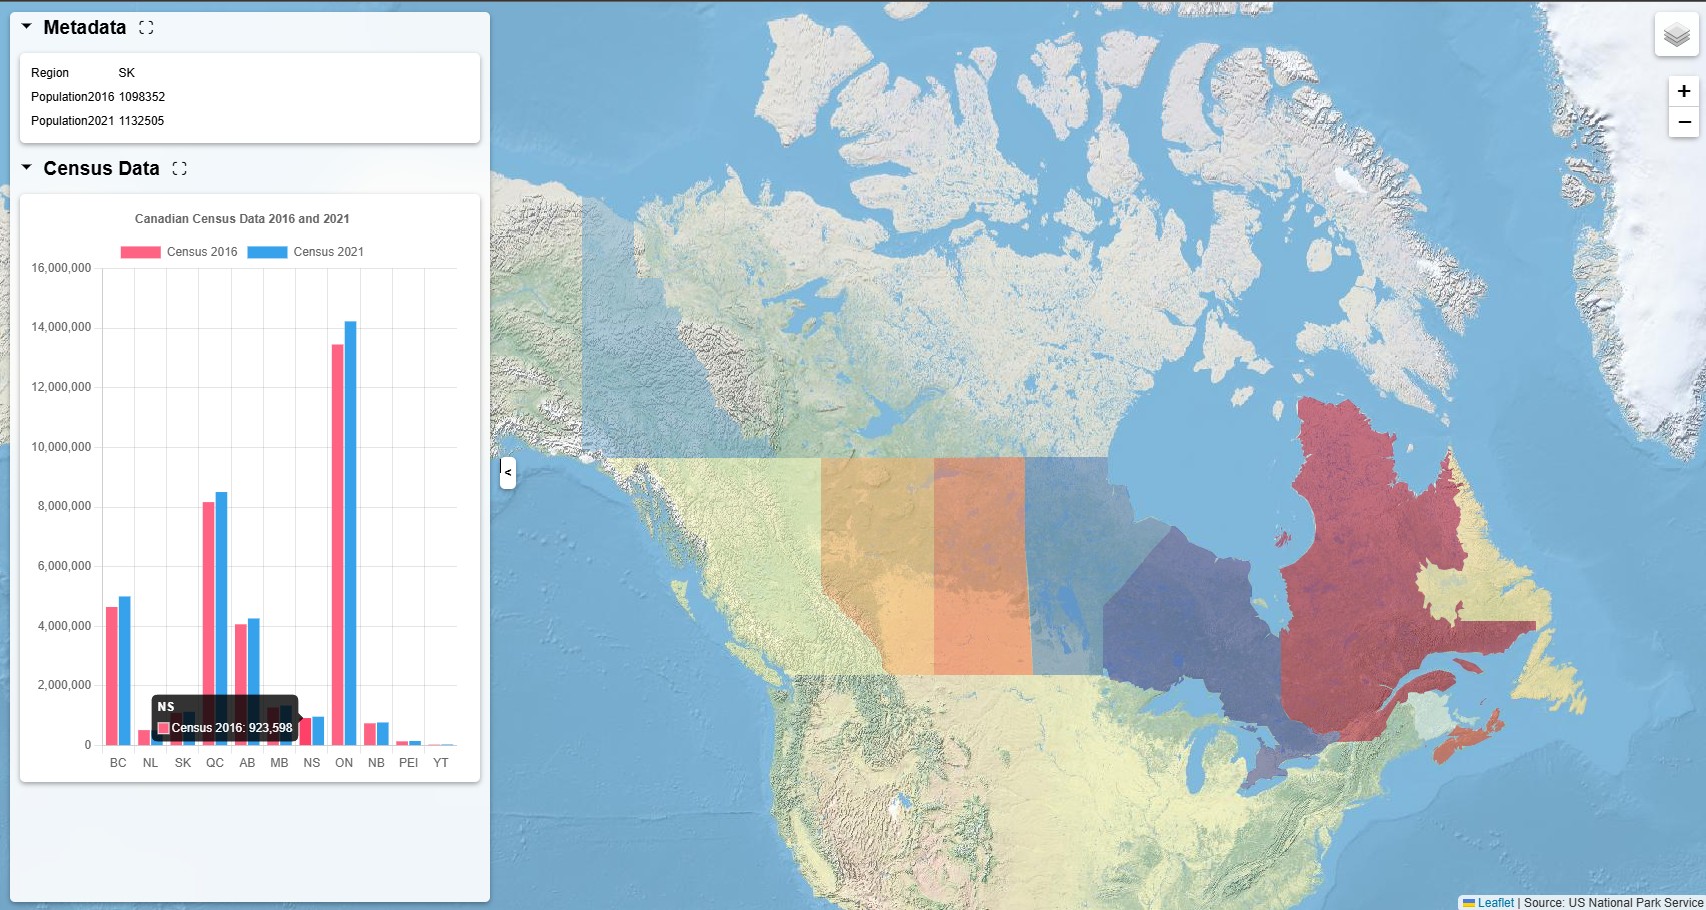 Metadata
Region SK
Population2016 1098352
Population2021 1132505
Census Data
Canadian Census Data 2016 and 2021
Census 2016 Census 2021
16,000,000
14,000,000
12,000,000
10,000,000
8,000,000
6,000,000
4,000,000
2,000,000
0
NS
Census 2016: 923,598
BC NL SK QC AB MB NS ON NB PEI YT
<
+
−
Leaflet | Source: US National Park Service